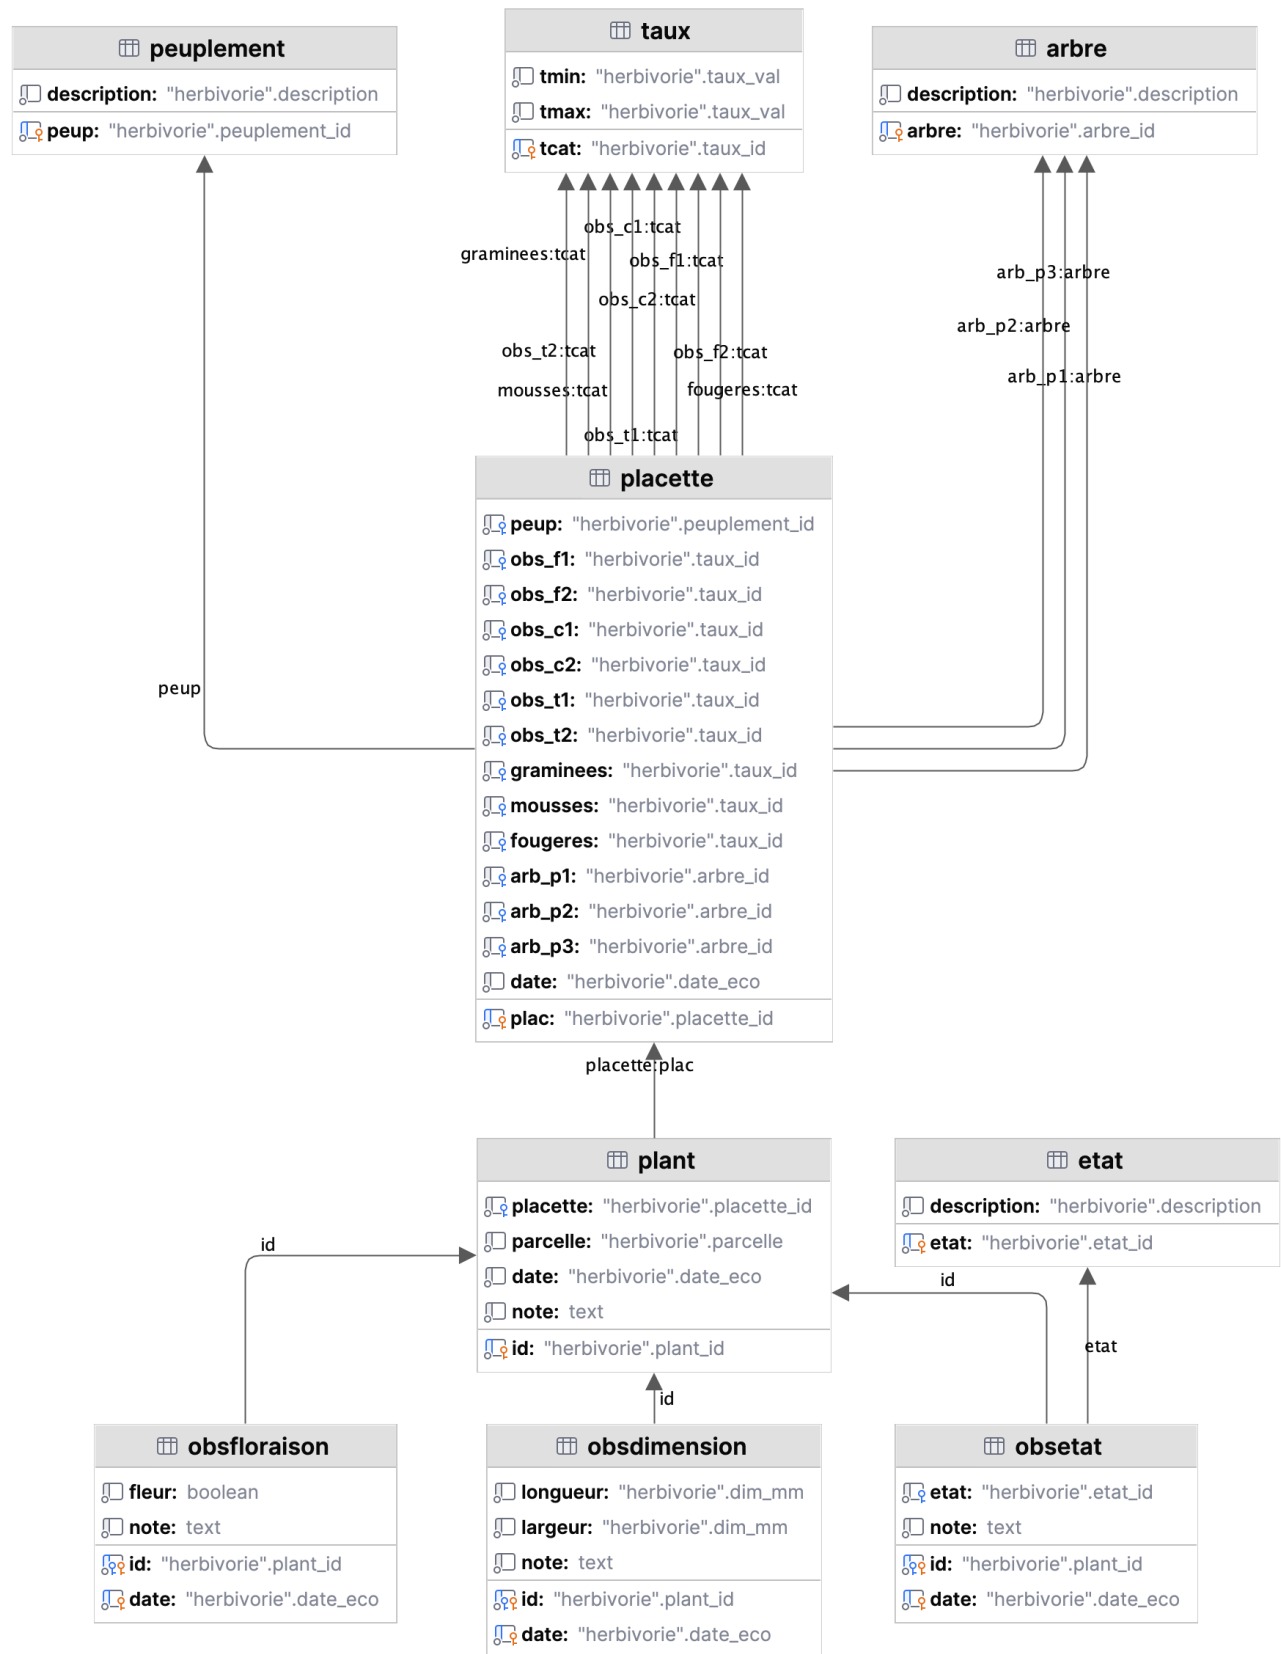 peuplement
description: "herbivorie".description
peup: "herbivorie".peuplement_id
taux
tmin: "herbivorie".taux_val
tmax: "herbivorie".taux_val
tcat: "herbivorie".taux_id
arbre
description: "herbivorie".description
arbre: "herbivorie".arbre_id
obs_c1:tcat
graminees:tcat
obs_f1:tcat
obs_c2:tcat
obs_t2:tcat
obs_f2:tcat
mousses:tcat
fougeres:tcat
obs_t1:tcat
arb_p3:arbre
arb_p2:arbre
arb_p1:arbre
peup
placette
peup: "herbivorie".peuplement_id
obs_f1: "herbivorie".taux_id
obs_f2: "herbivorie".taux_id
obs_c1: "herbivorie".taux_id
obs_c2: "herbivorie".taux_id
obs_t1: "herbivorie".taux_id
obs_t2: "herbivorie".taux_id
graminees: "herbivorie".taux_id
mousses: "herbivorie".taux_id
fougeres: "herbivorie".taux_id
arb_p1: "herbivorie".arbre_id
arb_p2: "herbivorie".arbre_id
arb_p3: "herbivorie".arbre_id
date: "herbivorie".date_eco
plac: "herbivorie".placette_id
placette:plac
plant
placette: "herbivorie".placette_id
parcelle: "herbivorie".parcelle
date: "herbivorie".date_eco
note: text
id: "herbivorie".plant_id
etat
description: "herbivorie".description
etat: "herbivorie".etat_id
id
id
etat
id
obsfloraison
fleur: boolean
note: text
id: "herbivorie".plant_id
date: "herbivorie".date_eco
obsdimension
longueur: "herbivorie".dim_mm
largeur: "herbivorie".dim_mm
note: text
id: "herbivorie".plant_id
date: "herbivorie".date_eco
obsetat
etat: "herbivorie".etat_id
note: text
id: "herbivorie".plant_id
date: "herbivorie".date_eco